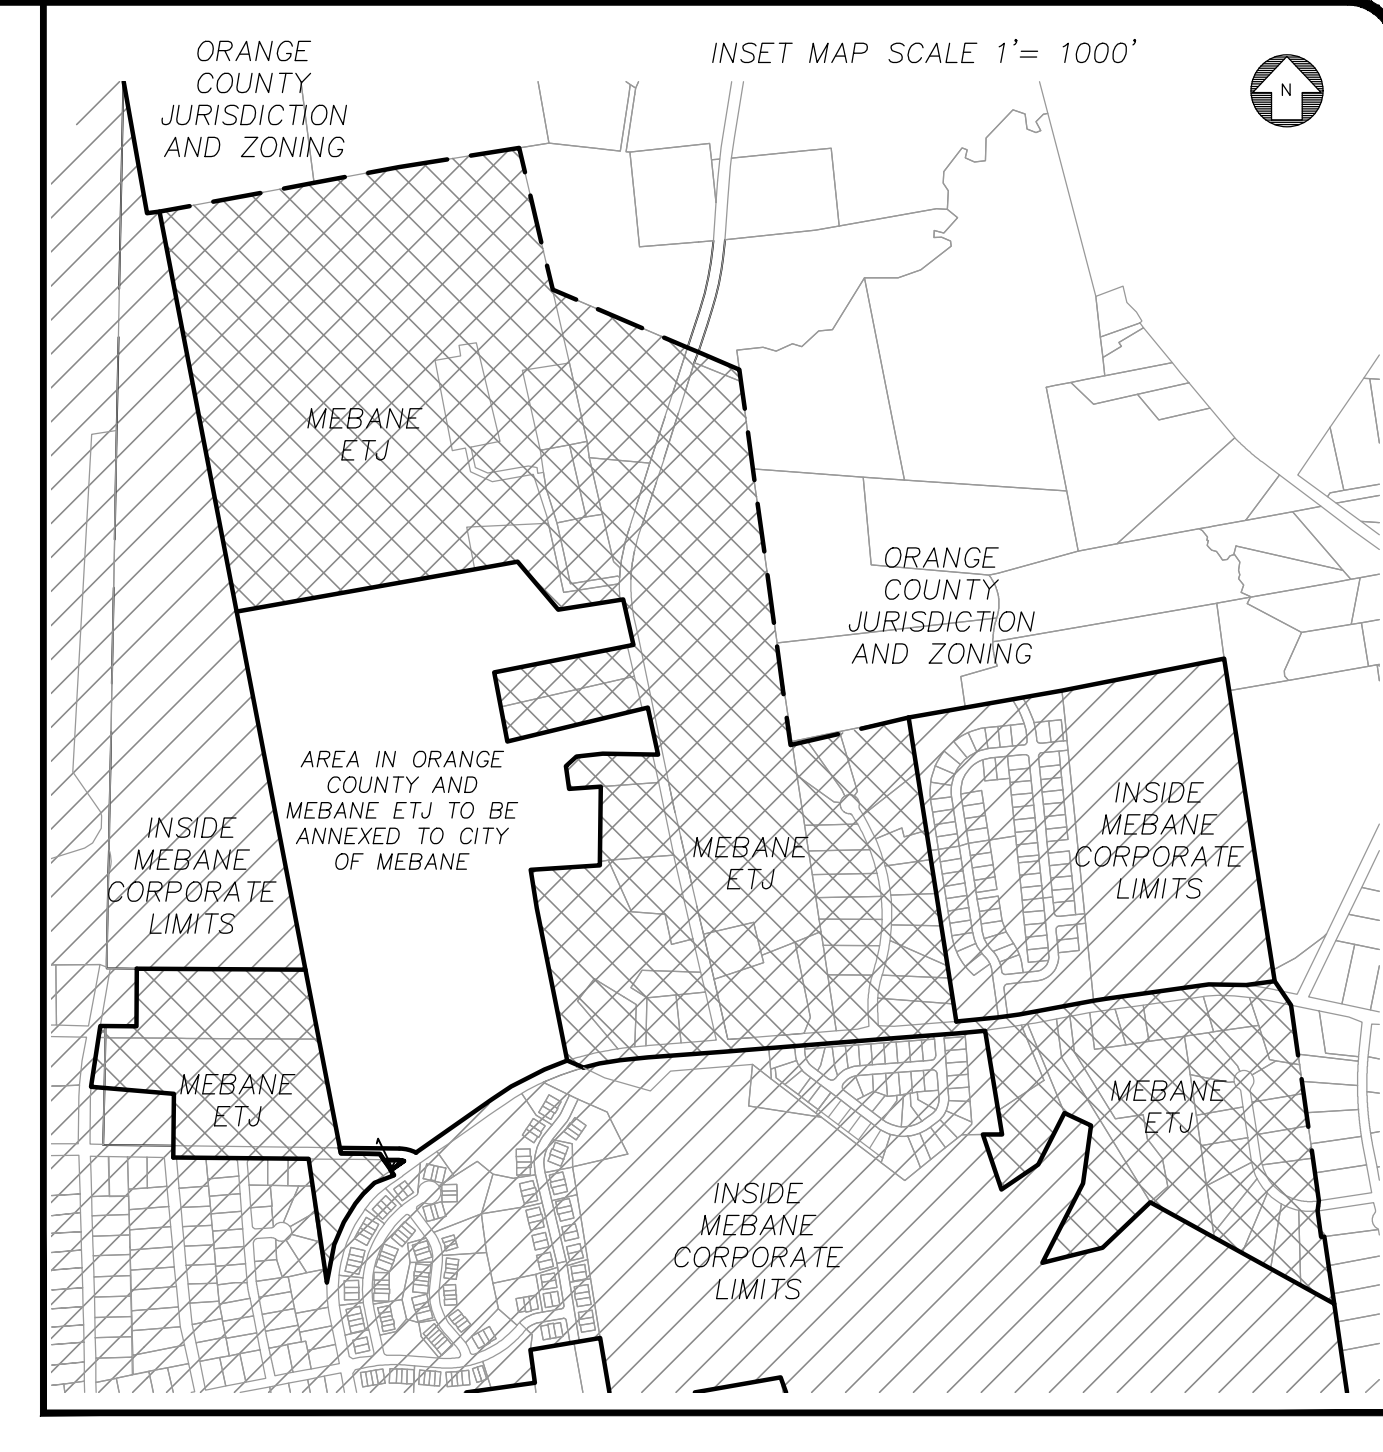 ORANGE
COUNTY
JURISDICTION
AND ZONING
INSET MAP SCALE 1'= 1000'
N
MEBANE
ETJ
ORANGE
COUNTY
JURISDICTION
AND ZONING
AREA IN ORANGE
COUNTY AND
MEBANE ETJ TO BE
ANNEXED TO CITY
OF MEBANE
INSIDE
MEBANE
CORPORATE
LIMITS
MEBANE
ETJ
INSIDE
MEBANE
CORPORATE
LIMITS
MEBANE
ETJ
MEBANE
ETJ
INSIDE
MEBANE
CORPORATE
LIMITS